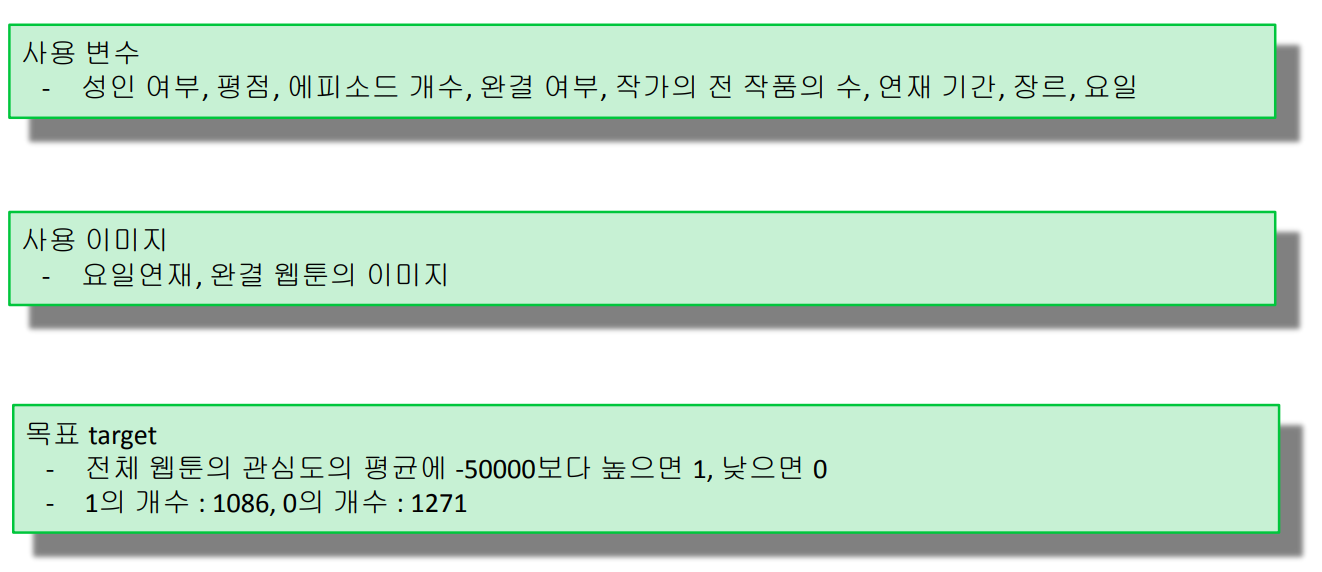 사용 변수
- 성인 여부, 평점, 에피소드 개수, 완결 여부, 작가의 전 작품의 수, 연재 기간, 장르, 요일
사용 이미지
- 요일연재, 완결 웹툰의 이미지
목표 target
- 전체 웹툰의 관심도의 평균에 -50000보다 높으면 1, 낮으면 0
- 1의 개수 : 1086, 0의 개수 : 1271